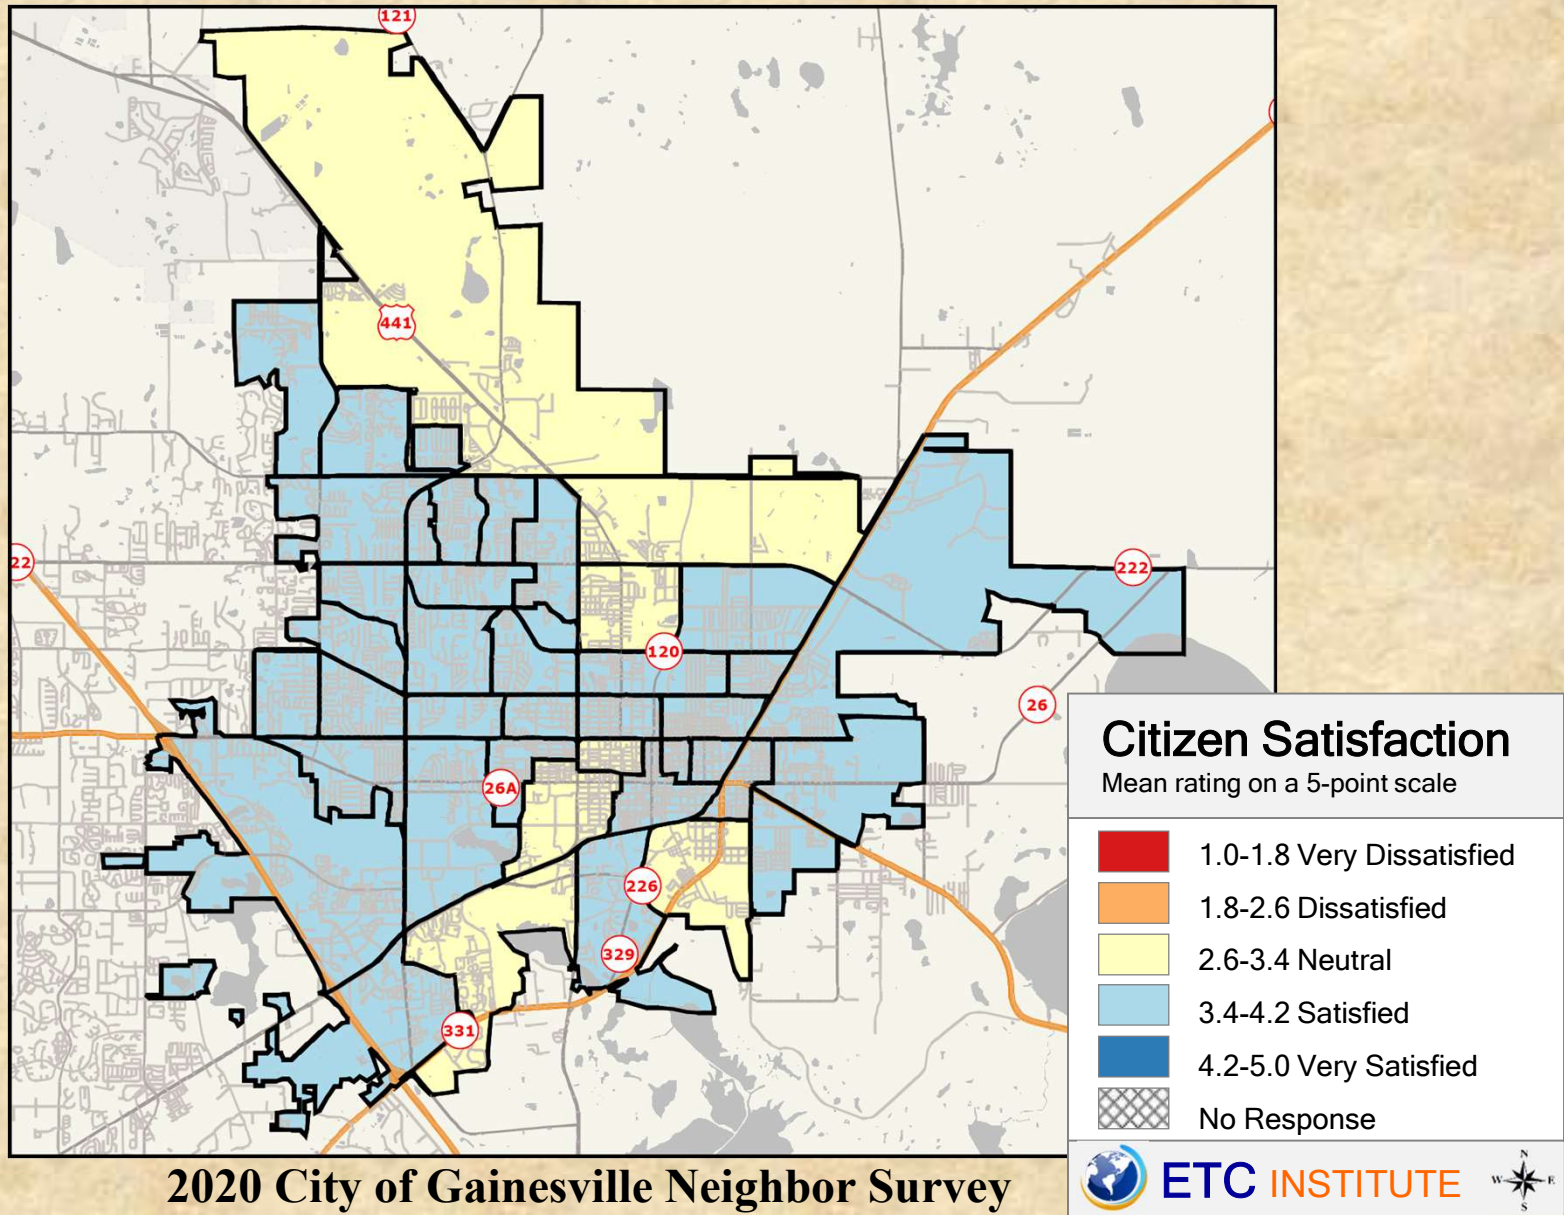 121
441
22
222
120
26
26A
226
329
331
Citizen Satisfaction
Mean rating on a 5-point scale
1.0-1.8 Very Dissatisfied
1.8-2.6 Dissatisfied
2.6-3.4 Neutral
3.4-4.2 Satisfied
4.2-5.0 Very Satisfied
No Response
2020 City of Gainesville Neighbor Survey
ETC INSTITUTE
N
W E
S